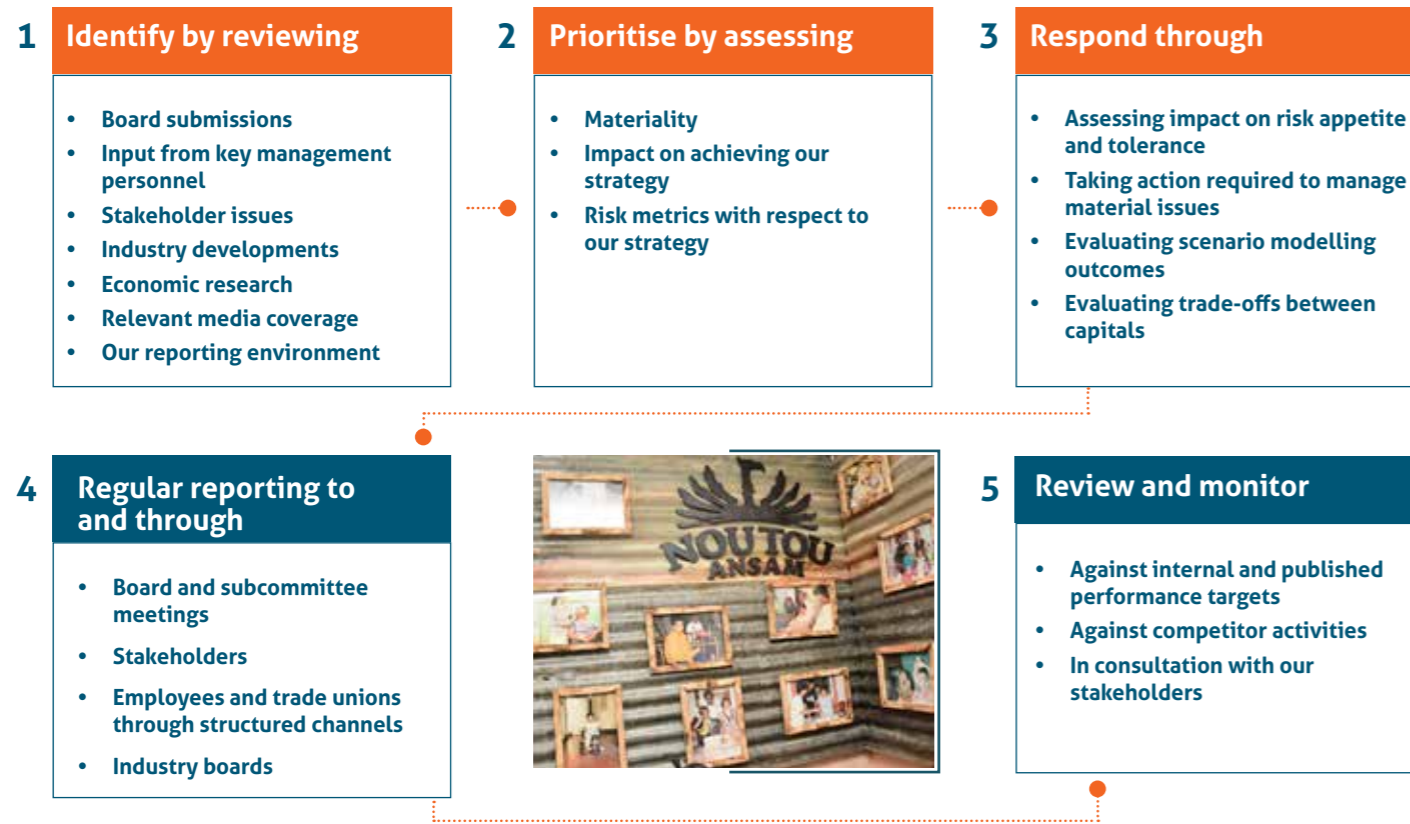 1 Identify by reviewing
• Board submissions
• Input from key management
personnel
• Stakeholder issues
• Industry developments
• Economic research
• Relevant media coverage
• Our reporting environment
2 Prioritise by assessing
• Materiality
• Impact on achieving our
strategy
• Risk metrics with respect to
our strategy
3 Respond through
• Assessing impact on risk appetite
and tolerance
• Taking action required to manage
material issues
• Evaluating scenario modelling
outcomes
• Evaluating trade-offs between
capitals
4 Regular reporting to
and through
• Board and subcommittee
meetings
• Stakeholders
• Employees and trade unions
through structured channels
• Industry boards
NOU TOU
ANSAM
5 Review and monitor
• Against internal and published
performance targets
• Against competitor activities
• In consultation with our
stakeholders